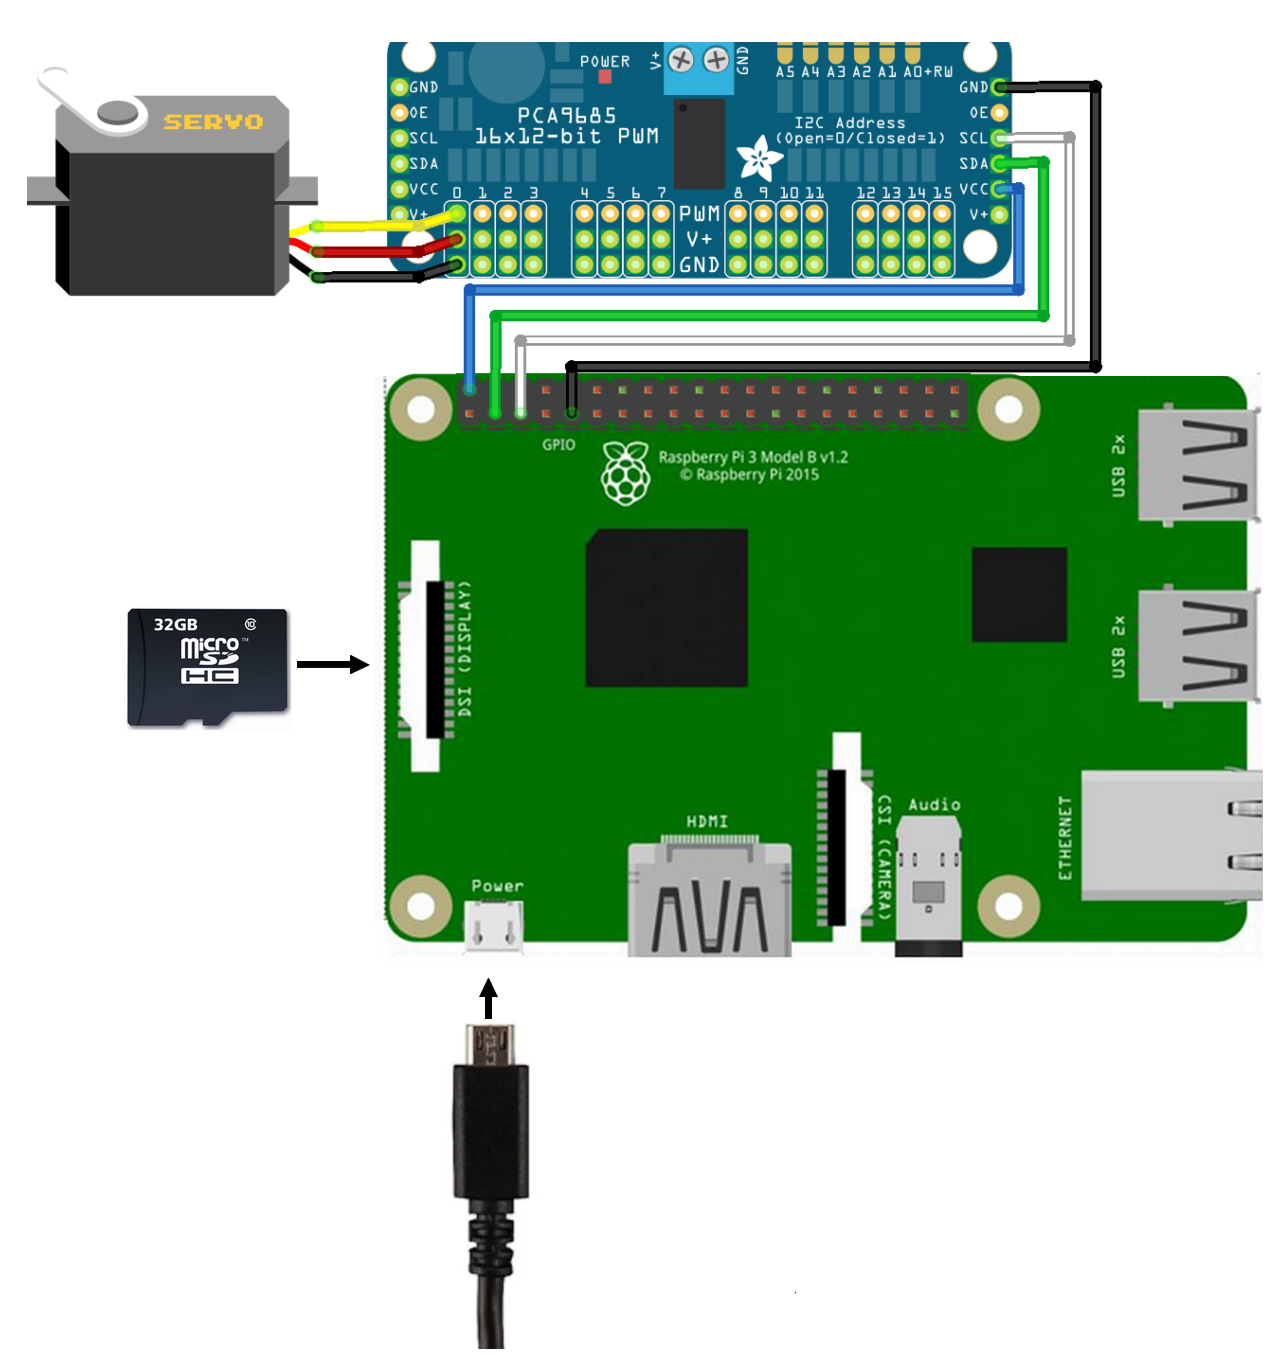 SERVO
POWER
V+
GND
A5 A4 A3 A2 A1 A0+RW
GND
OE
SCL
SDA
VCC
V+
PCA9685
16x12-bit PWM
I2C Address
(Open=0/Closed=1)
GND
OE
SCL
SDA
VCC
V+
0 1 2 3 4 5 6 7 8 9 10 11 12 13 14 15
PWM
V+
GND
GPIO
Raspberry Pi 3 Model B v1.2
© Raspberry Pi 2015
USB 2x
USB 2x
32GB
10
micro™
SD
HC
DSI (DISPLAY)
HDMI
CSI (CAMERA)
Audio
ETHERNET
Power